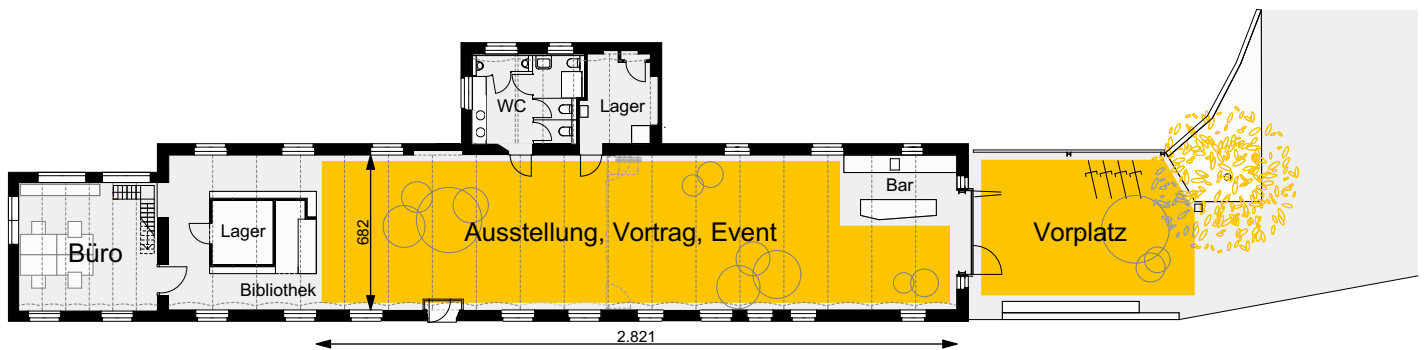 WC
Lager
Bar
Lager
682
Ausstellung, Vortrag, Event
Vorplatz
Büro
Bibliothek
2.821